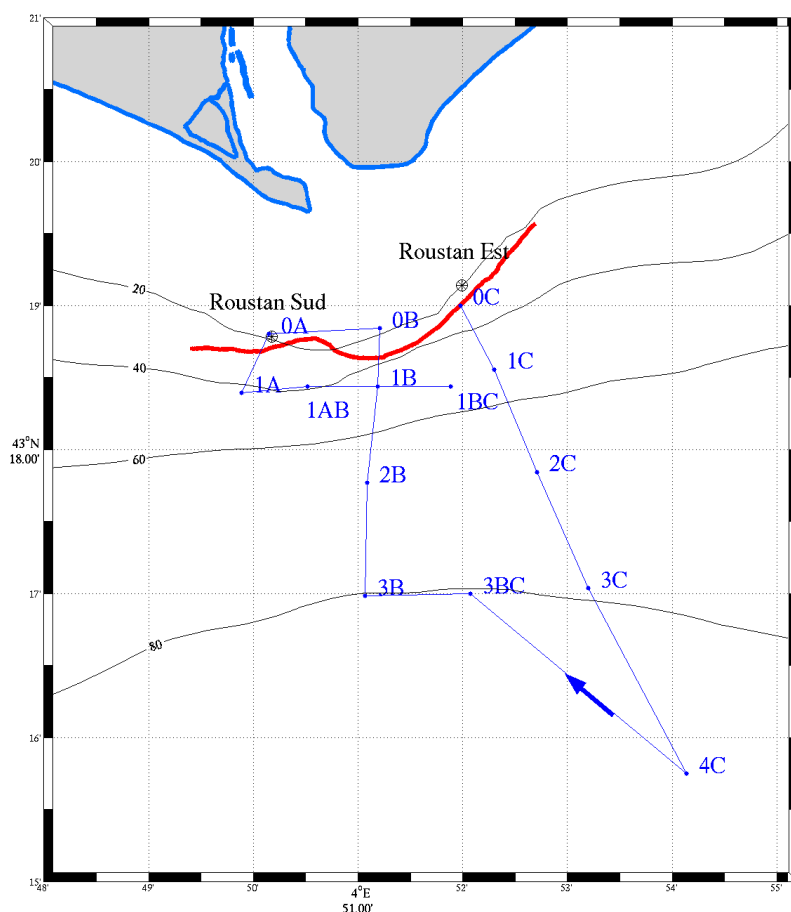 21'
20'
Roustan Est
20
19'
0C
Roustan Sud
0A
0B
40
1C
1A
1B
1AB
1BC
43°N
18.00'
60
2B
2C
17'
3B
3BC
3C
80
16'
4C
15'
48'
49'
50'
4°E
51.00'
52'
53'
54'
55'